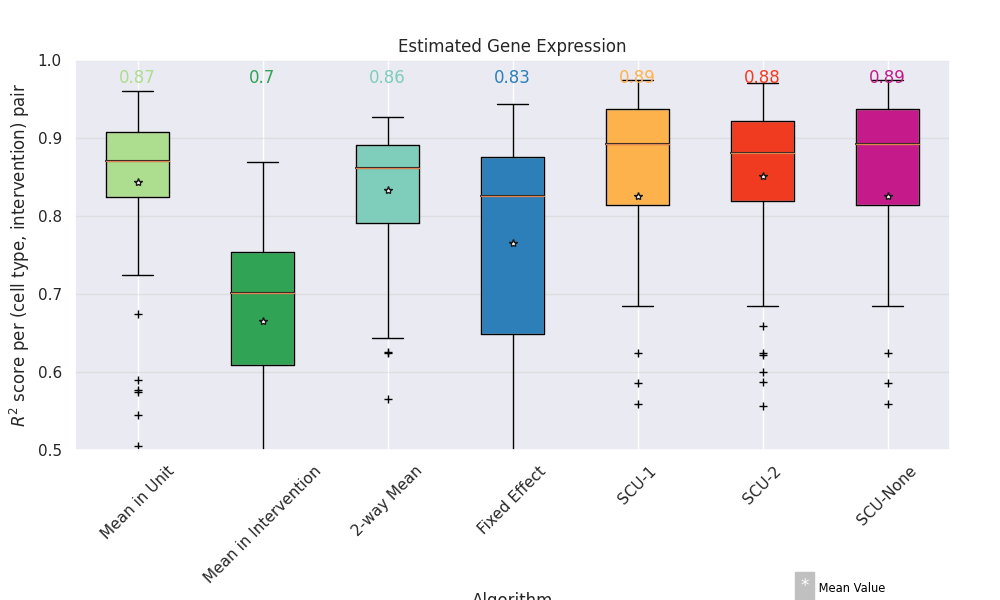 Estimated Gene Expression
0.87 0.7 0.86 0.83 0.89 0.88 0.89
1.0
0.9
0.8
0.7
0.6
0.5
R² score per (cell type, intervention) pair
Mean in Unit
Mean in Intervention
2-way Mean
Fixed Effect
SCU-1
SCU-2
SCU-None
Algorithm
* Mean Value